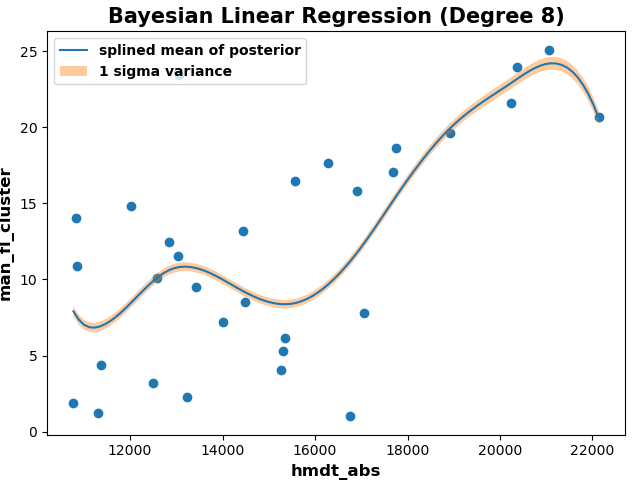 Bayesian Linear Regression (Degree 8)
splined mean of posterior
1 sigma variance
25
20
15
10
5
0
man_fl_cluster
12000 14000 16000 18000 20000 22000
hmdt_abs